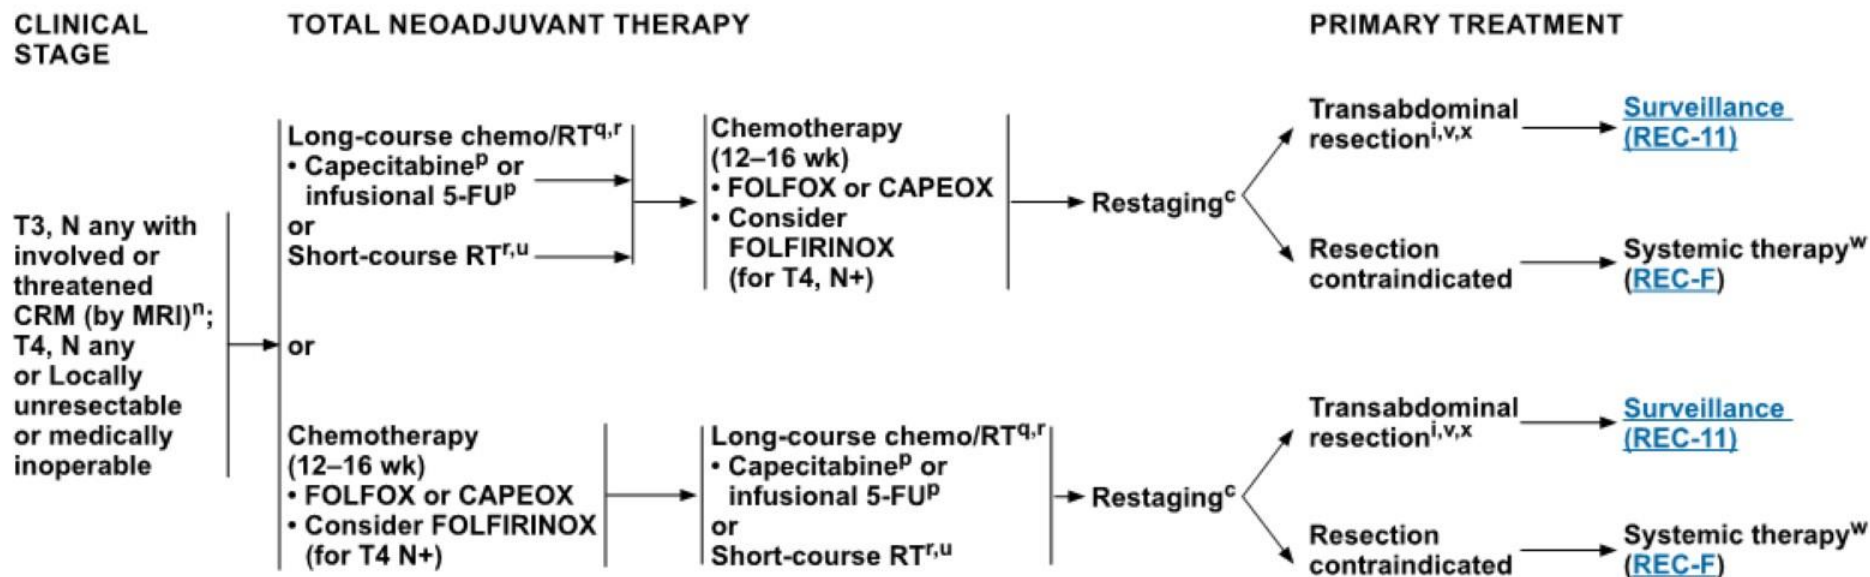 CLINICAL
STAGE
TOTAL NEOADJUVANT THERAPY
PRIMARY TREATMENT
T3, N any with
involved or
threatened
CRM (by MRI)ⁿ;
T4, N any
or Locally
unresectable
or medically
inoperable
Long-course chemo/RTq,r
• Capecitabineᵖ or
infusional 5-FUᵖ
or
Short-course RTr,u
Chemotherapy
(12–16 wk)
• FOLFOX or CAPEOX
• Consider
FOLFIRINOX
(for T4, N+)
Restagingᶜ
Transabdominal
resectioni,v,x
Surveillance
(REC-11)
Resection
contraindicated
Systemic therapyʷ
(REC-F)
or
Chemotherapy
(12–16 wk)
• FOLFOX or CAPEOX
• Consider FOLFIRINOX
(for T4 N+)
Long-course chemo/RTq,r
• Capecitabineᵖ or
infusional 5-FUᵖ
or
Short-course RTr,u
Restagingᶜ
Transabdominal
resectioni,v,x
Surveillance
(REC-11)
Resection
contraindicated
Systemic therapyʷ
(REC-F)